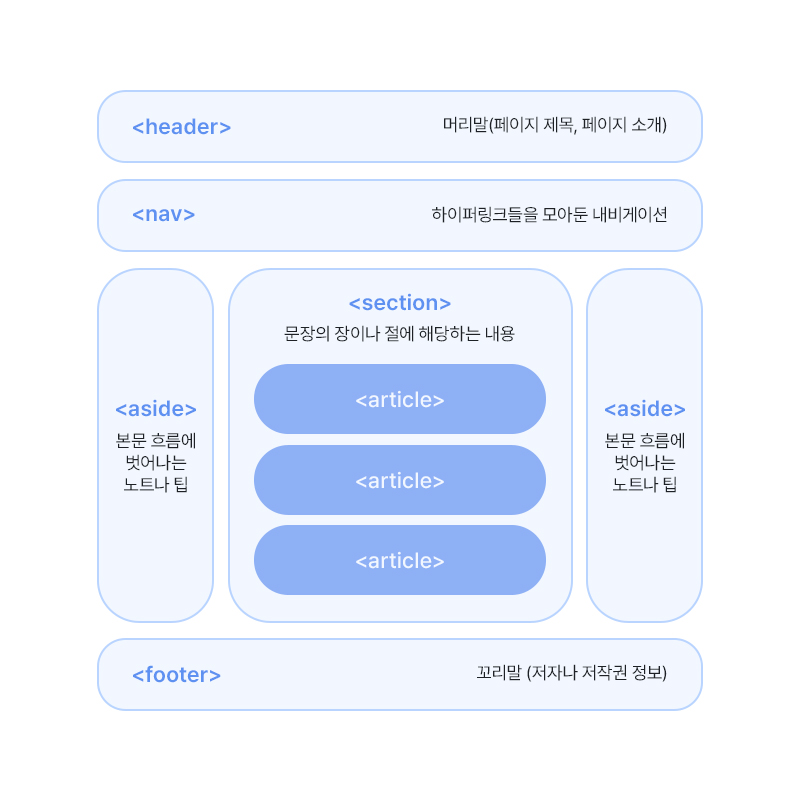 <header>
머리말(페이지 제목, 페이지 소개)
<nav>
하이퍼링크들을 모아둔 내비게이션
<aside>
본문 흐름에
벗어나는
노트나 팁
<section>
문장의 장이나 절에 해당하는 내용
<article>
<article>
<article>
<aside>
본문 흐름에
벗어나는
노트나 팁
<footer>
꼬리말 (저자나 저작권 정보)